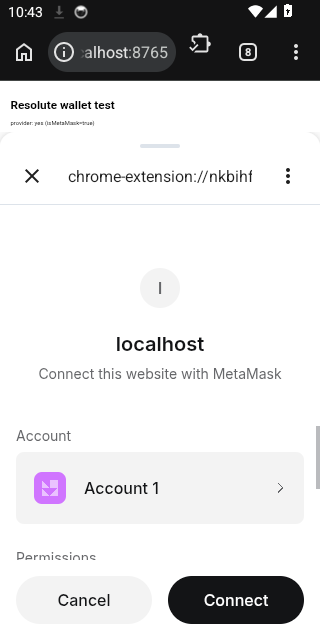 10:43
alhost:8765
8
Resolute wallet test
provider: yes (isMetaMask=true)
chrome-extension://nkbihf
l
localhost
Connect this website with MetaMask
Account
Account 1
Permissions
Cancel
Connect